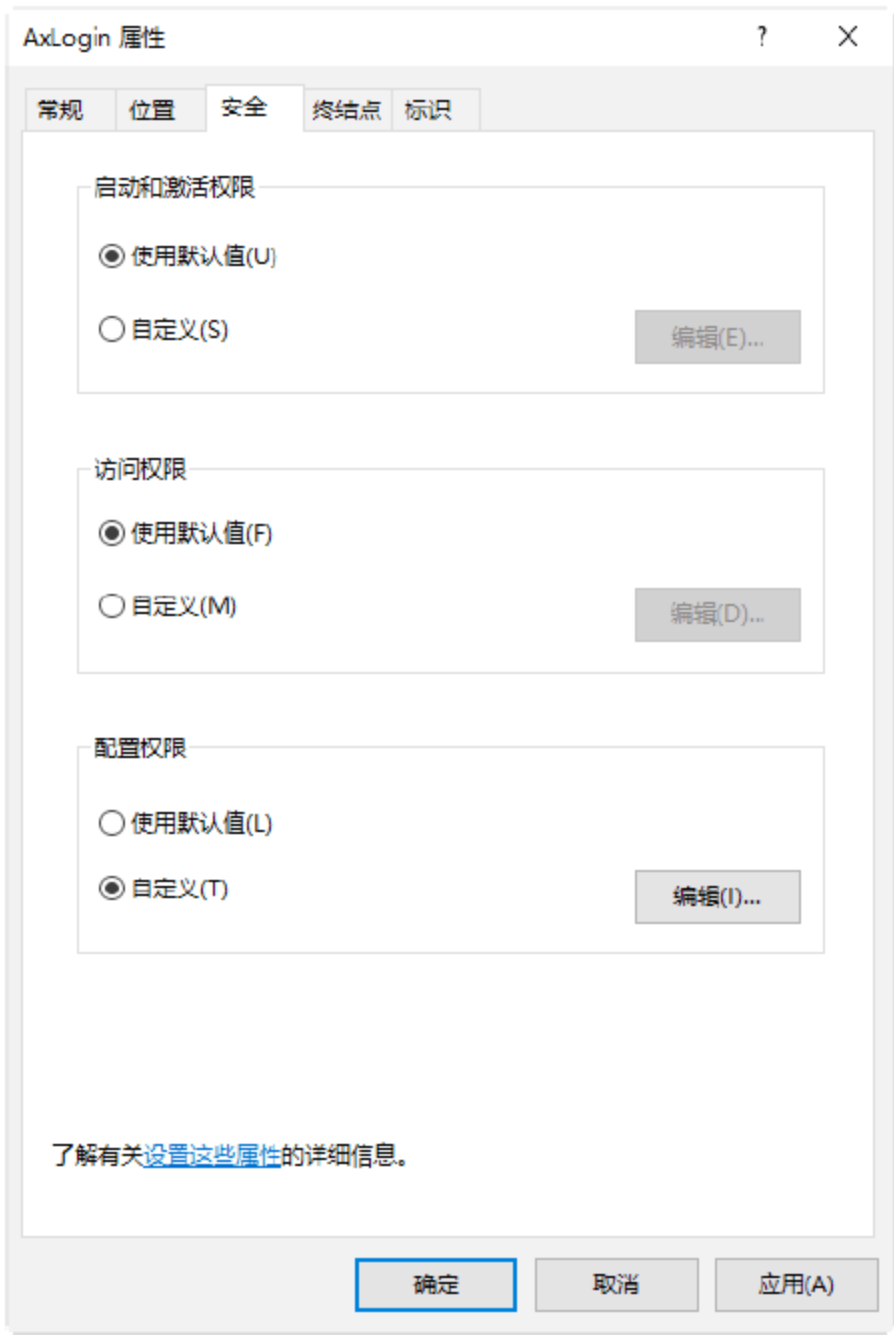 AxLogin 属性 ?
常规 位置 安全 终结点 标识
启动和激活权限
使用默认值(U)
自定义(S)
编辑(E)...
访问权限
使用默认值(F)
自定义(M)
编辑(D)...
配置权限
使用默认值(L)
自定义(T)
编辑(I)...
了解有关设置这些属性的详细信息。
确定 取消 应用(A)